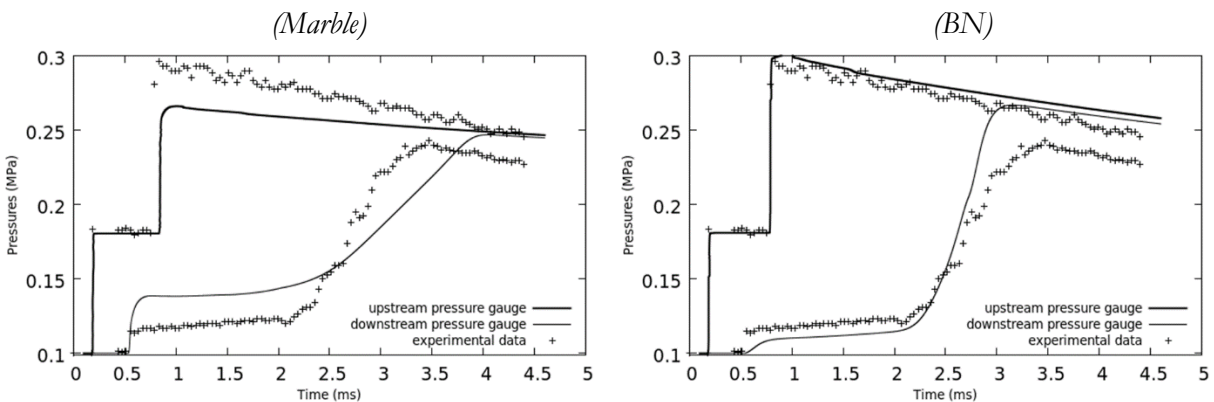 (Marble)
0.3
0.25
0.2
0.15
0.1
Pressures (MPa)
upstream pressure gauge
downstream pressure gauge
experimental data
0 0.5 1 1.5 2 2.5 3 3.5 4 4.5 5
Time (ms)
(BN)
0.3
0.25
0.2
0.15
0.1
Pressures (MPa)
upstream pressure gauge
downstream pressure gauge
experimental data
0 0.5 1 1.5 2 2.5 3 3.5 4 4.5 5
Time (ms)